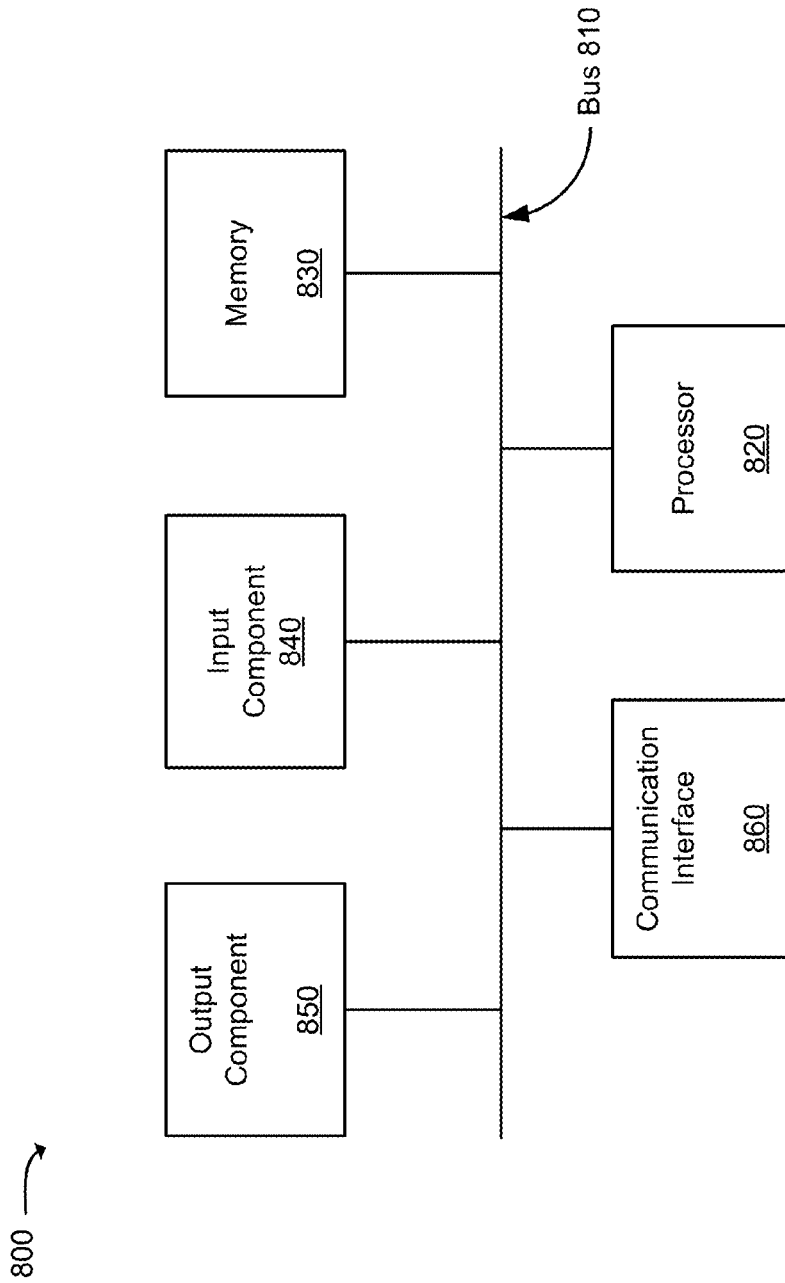 800
Output
Component
850
Input
Component
840
Memory
830
Bus 810
Communication
Interface
860
Processor
820